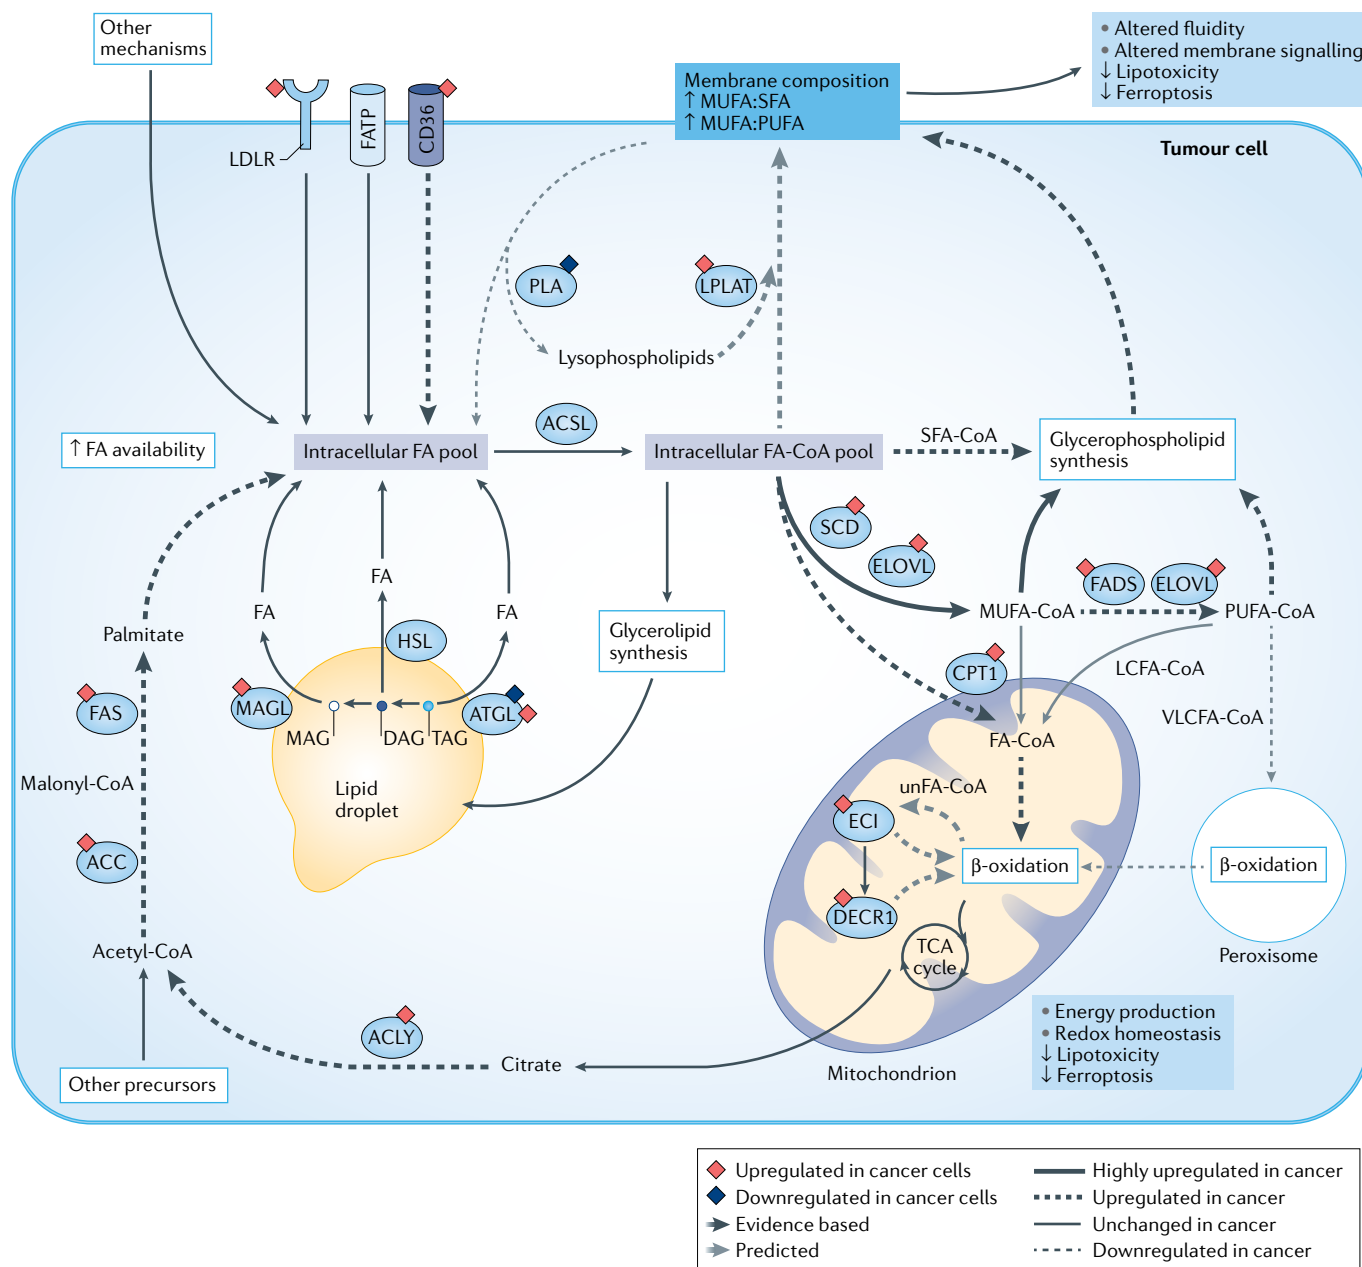 Other
mechanisms
LDLR
FATP
CD36
Membrane composition
↑ MUFA:SFA
↑ MUFA:PUFA
• Altered fluidity
• Altered membrane signalling
↓ Lipotoxicity
↓ Ferroptosis
Tumour cell
PLA
LPLAT
Lysophospholipids
↑ FA availability
Intracellular FA pool
ACSL
Intracellular FA-CoA pool
SFA-CoA
Glycerophospholipid
synthesis
SCD
ELOVL
FADS
ELOVL
MUFA-CoA
PUFA-CoA
FA
FA
FA
Palmitate
HSL
Glycerolipid
synthesis
CPT1
LCFA-CoA
VLCFA-CoA
FAS
MAGL
ATGL
MAG
DAG
TAG
Lipid
droplet
Malonyl-CoA
FA-CoA
unFA-CoA
ECI
ACC
β-oxidation
β-oxidation
DECR1
TCA
cycle
Peroxisome
Acetyl-CoA
ACLY
Citrate
Other precursors
Mitochondrion
• Energy production
• Redox homeostasis
↓ Lipotoxicity
↓ Ferroptosis
Upregulated in cancer cells
Downregulated in cancer cells
Evidence based
Predicted
Highly upregulated in cancer
Upregulated in cancer
Unchanged in cancer
Downregulated in cancer